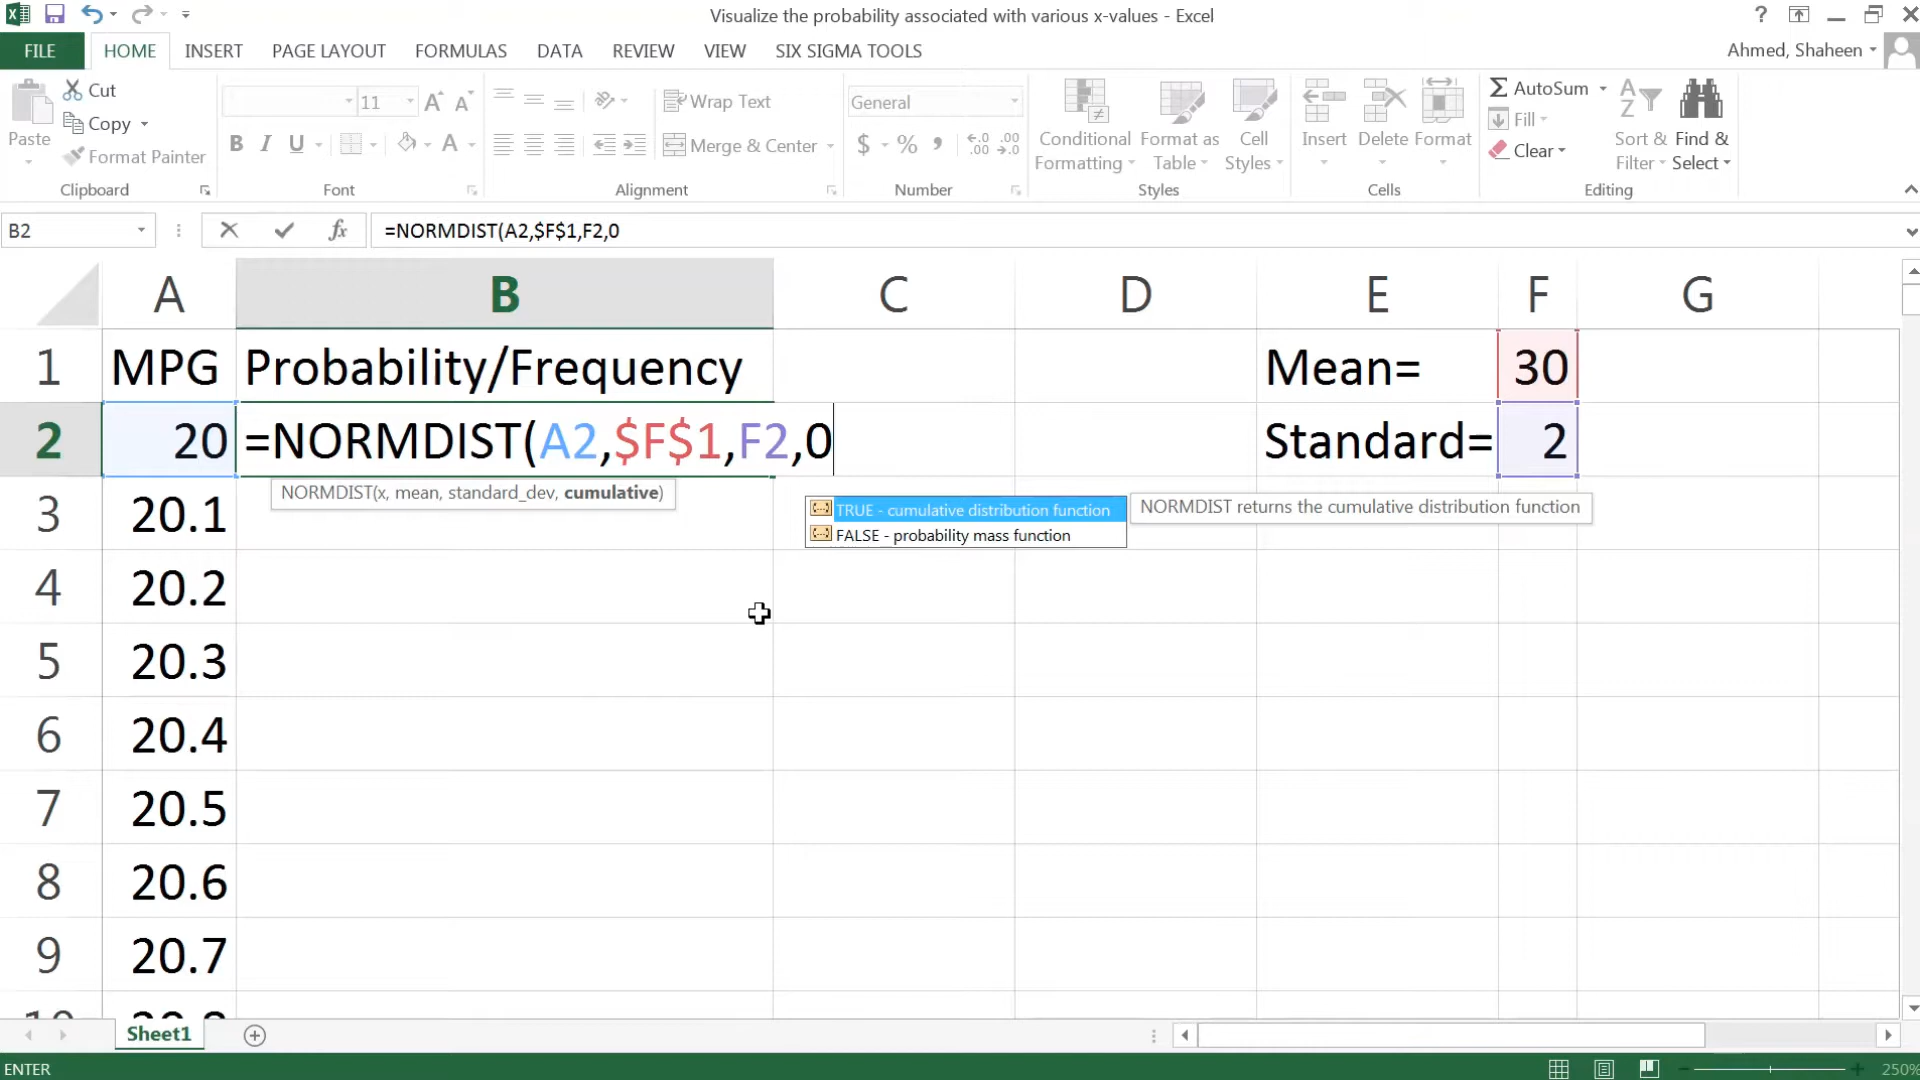 Visualize the probability associated with various x-values - Excel
?
FILE HOME INSERT PAGE LAYOUT FORMULAS DATA REVIEW VIEW SIX SIGMA TOOLS Ahmed, Shaheen
Paste
Cut
Copy
Format Painter
Clipboard
11
B I U
Font
Wrap Text
Merge & Center
Alignment
General
$ % ,
Number
Conditional Formatting
Format as Table
Cell Styles
Styles
Insert
Delete
Format
Cells
AutoSum
Fill
Clear
Sort & Filter
Find & Select
Editing
B2 fx =NORMDIST(A2,$F$1,F2,0
A B C D E F G
1 MPG Probability/Frequency Mean= 30
2 20 =NORMDIST(A2,$F$1,F2,0 Standard= 2
NORMDIST(x, mean, standard_dev, cumulative)
TRUE - cumulative distribution function
FALSE - probability mass function
NORMDIST returns the cumulative distribution function
3 20.1
4 20.2
5 20.3
6 20.4
7 20.5
8 20.6
9 20.7
10 20.8
Sheet1
ENTER 250%